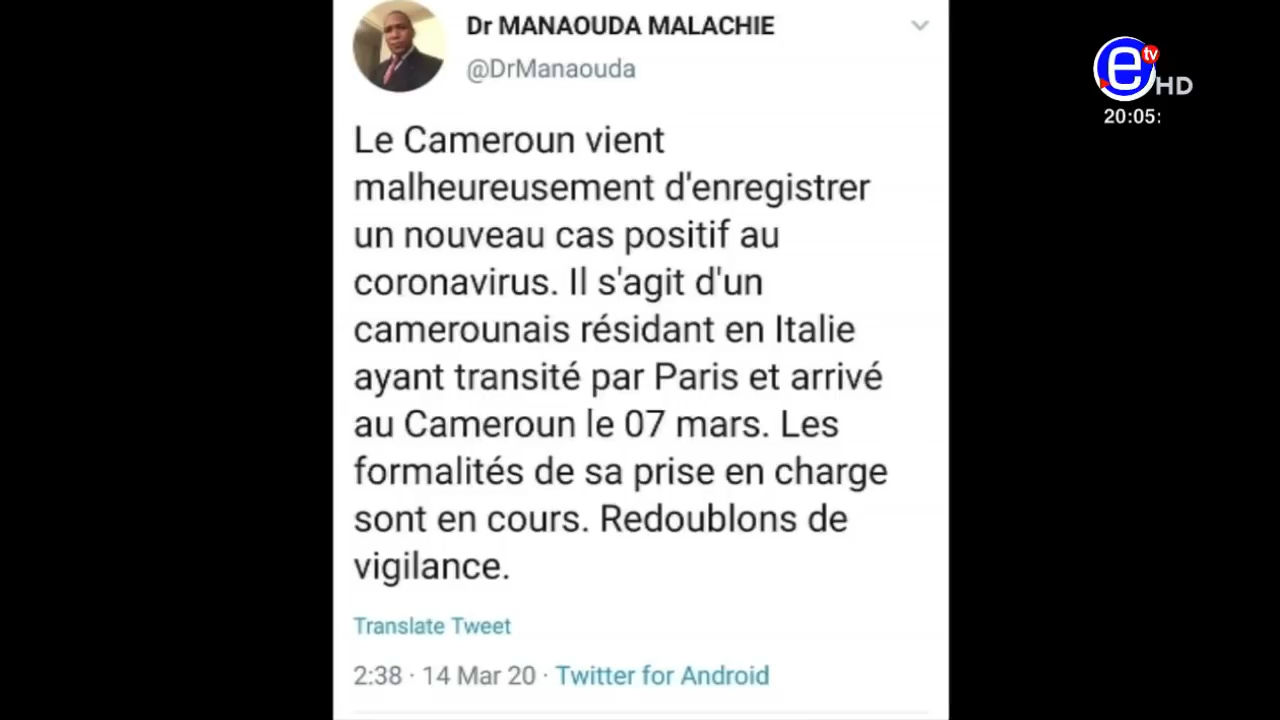 Dr MANAOUDA MALACHIE
@DrManaouda
Le Cameroun vient
malheureusement d'enregistrer
un nouveau cas positif au
coronavirus. Il s'agit d'un
camerounais résidant en Italie
ayant transité par Paris et arrivé
au Cameroun le 07 mars. Les
formalités de sa prise en charge
sont en cours. Redoublons de
vigilance.
Translate Tweet
2:38 · 14 Mar 20 · Twitter for Android
e tv HD
20:05: